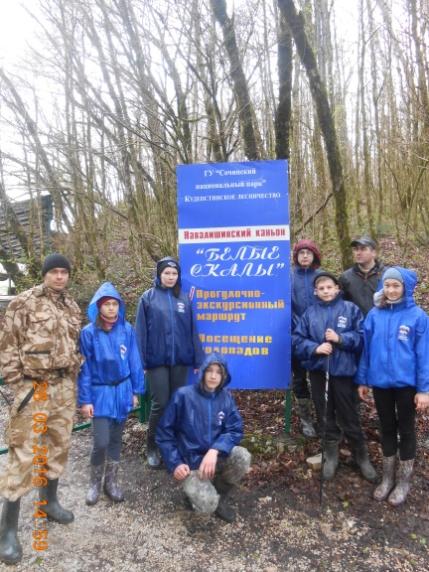 ГУ "Сочинский
национальный парк"
Кудепстинское лесничество
Навалишинский каньон
"БЕЛЫЕ
СКАЛЫ"
Прогулочно-
экскурсионный
маршрут
Посещение
водопадов
28 03 2016 14:59